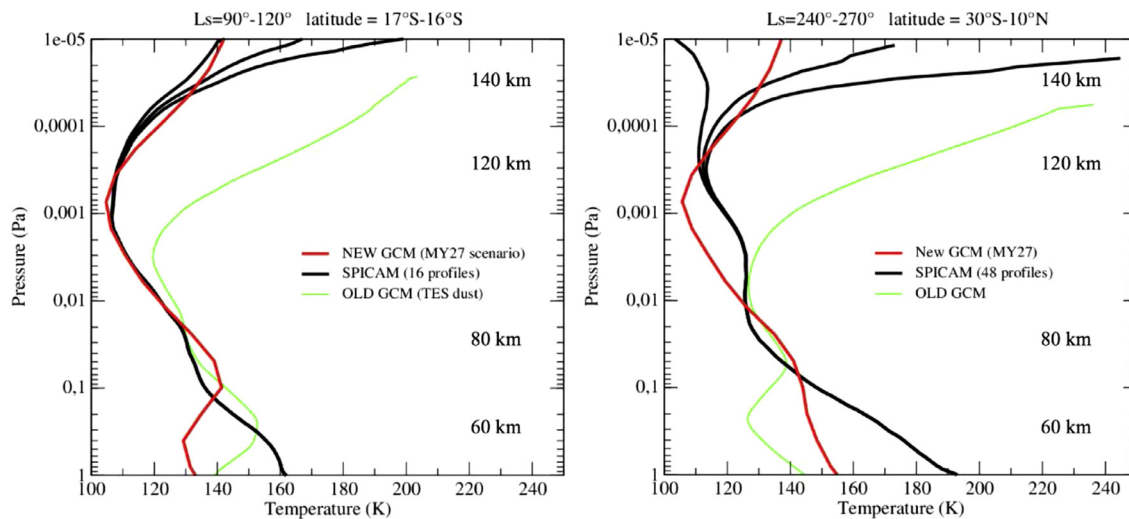 Ls=90°-120°   latitude = 17°S-16°S
1e-05
0,0001
0,001
0,01
0,1
1
Pressure (Pa)
140 km
120 km
80 km
60 km
NEW GCM (MY27 scenario)
SPICAM (16 profiles)
OLD GCM (TES dust)
100 120 140 160 180 200 220 240
Temperature (K)
Ls=240°-270°   latitude = 30°S-10°N
1e-05
0,0001
0,001
0,01
0,1
1
Pressure (Pa)
140 km
120 km
80 km
60 km
New GCM (MY27)
SPICAM (48 profiles)
OLD GCM
100 120 140 160 180 200 220 240
Temperature (K)